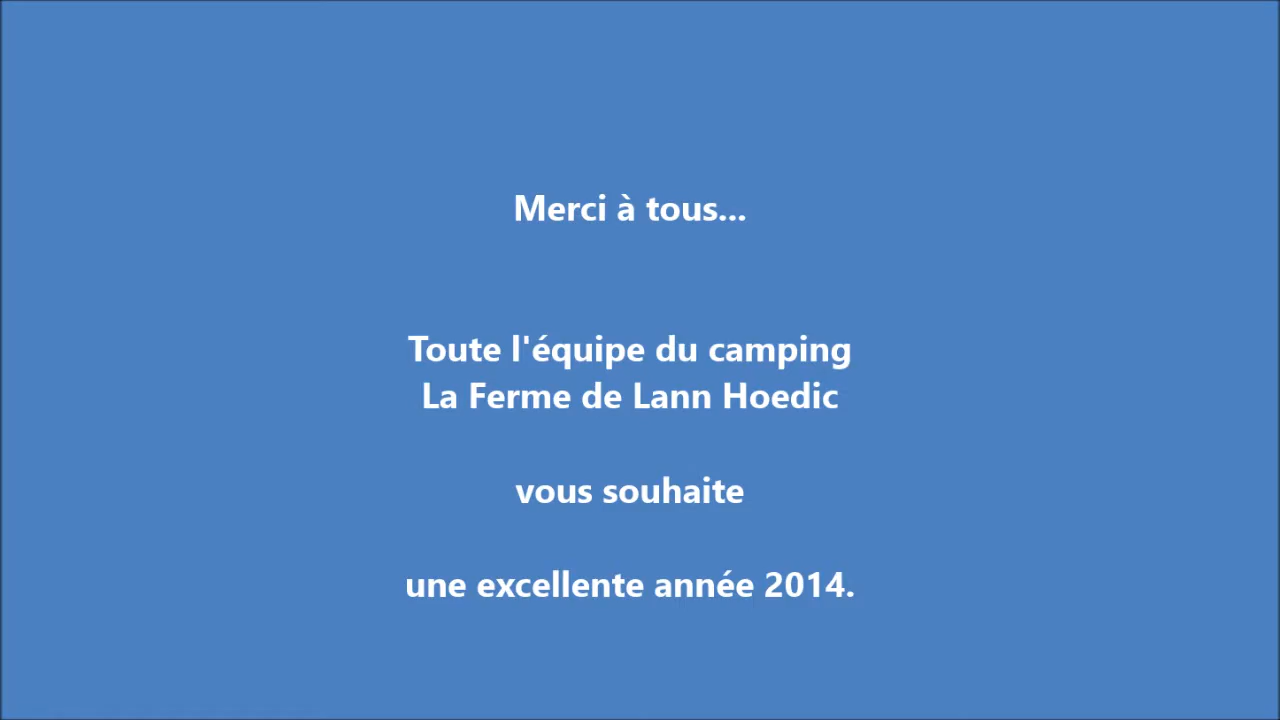 Merci à tous...
Toute l'équipe du camping
La Ferme de Lann Hoedic
vous souhaite
une excellente année 2014.